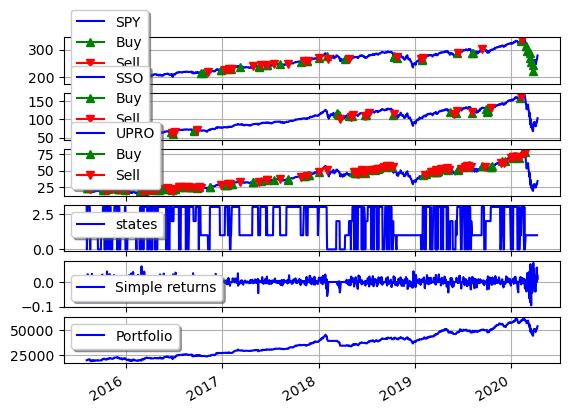 SPY
Buy
Sell
300
200
SSO
Buy
Sell
150
100
50
UPRO
Buy
Sell
75
50
25
states
2.5
0.0
Simple returns
0.0
−0.1
Portfolio
50000
25000
2016 2017 2018 2019 2020